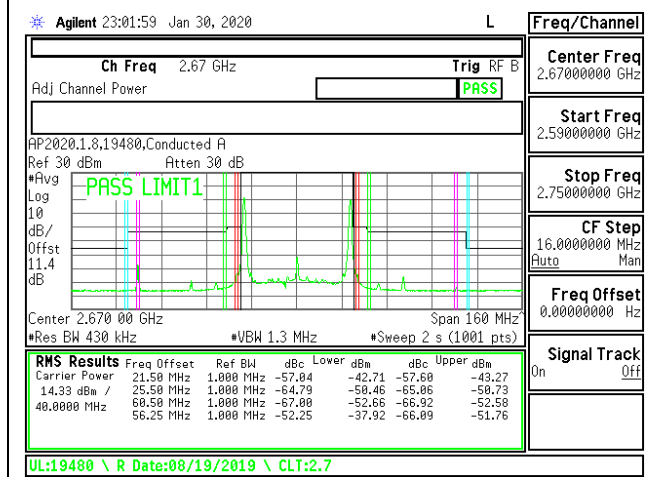 Agilent 23:01:59 Jan 30, 2020 L
Freq/Channel
Ch Freq 2.67 GHz Trig RF B
Adj Channel Power PASS
Center Freq
2.67000000 GHz
Start Freq
2.59000000 GHz
Stop Freq
2.75000000 GHz
CF Step
16.0000000 MHz
Auto Man
Freq Offset
0.00000000 Hz
Signal Track
On Off
AP2020.1.8,19480,Conducted A
Ref 30 dBm Atten 30 dB
#Avg
Log
10
dB/
Offst
11.4
dB
PASS LIMIT1
Center 2.670 00 GHz Span 160 MHz^
#Res BW 430 kHz #VBW 1.3 MHz #Sweep 2 s (1001 pts)
RMS Results Freq Offset Ref BW dBc Lower dBm dBc Upper dBm
Carrier Power 21.50 MHz 1.000 MHz -57.04 -42.71 -57.60 -43.27
14.33 dBm / 25.50 MHz 1.000 MHz -64.79 -50.46 -65.06 -50.73
40.0000 MHz 60.50 MHz 1.000 MHz -67.00 -52.66 -66.92 -52.58
56.25 MHz 1.000 MHz -52.25 -37.92 -66.09 -51.76
UL:19480 \ R Date:08/19/2019 \ CLT:2.7